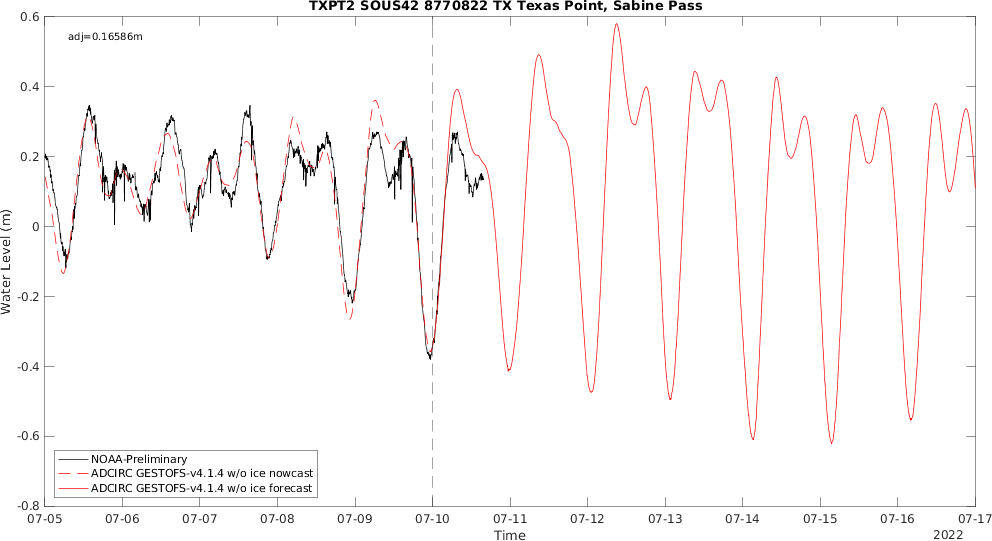 TXPT2 SOUS42 8770822 TX Texas Point, Sabine Pass
adj=0.16586m
0.6
0.4
0.2
0
-0.2
-0.4
-0.6
-0.8
Water Level (m)
NOAA-Preliminary
ADCIRC GESTOFS-v4.1.4 w/o ice nowcast
ADCIRC GESTOFS-v4.1.4 w/o ice forecast
07-05 07-06 07-07 07-08 07-09 07-10 07-11 07-12 07-13 07-14 07-15 07-16 07-17
Time
2022